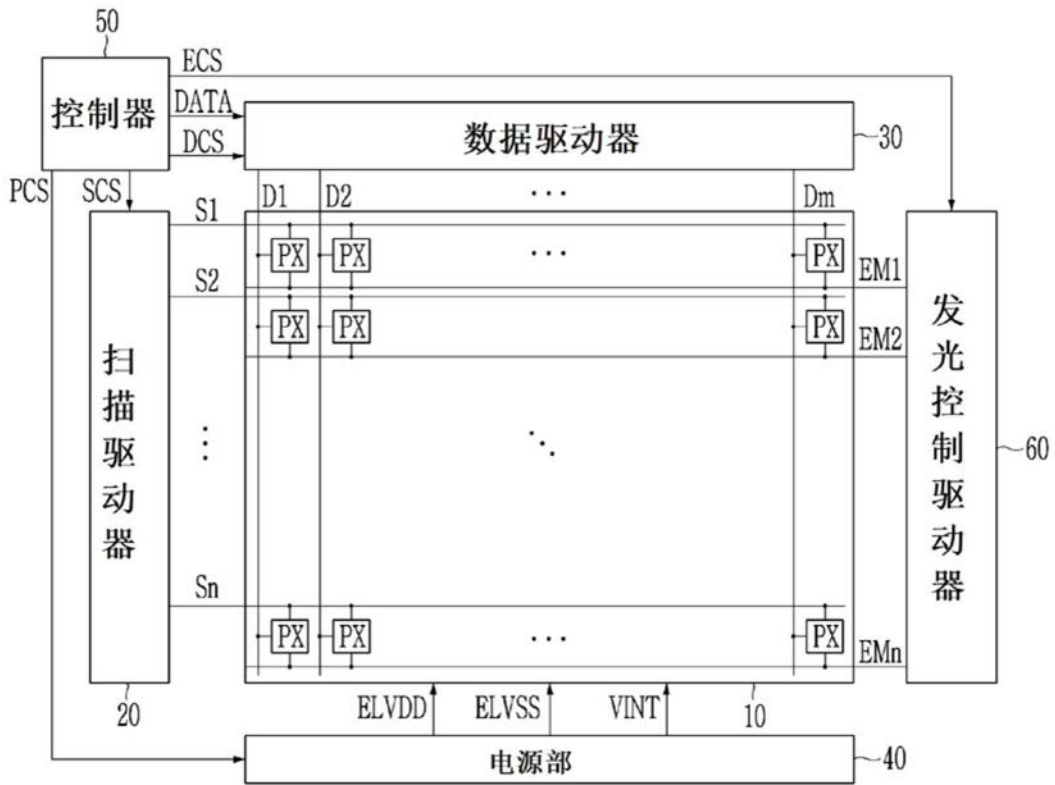 50
ECS
控制器
DATA
数据驱动器
30
DCS
PCS
SCS
D1
D2
...
Dm
S1
PX
PX
...
PX
EM1
S2
PX
PX
PX
EM2
扫描驱动器
发光控制驱动器
60
Sn
PX
PX
...
PX
EMn
20
ELVDD
ELVSS
VINT
10
电源部
40